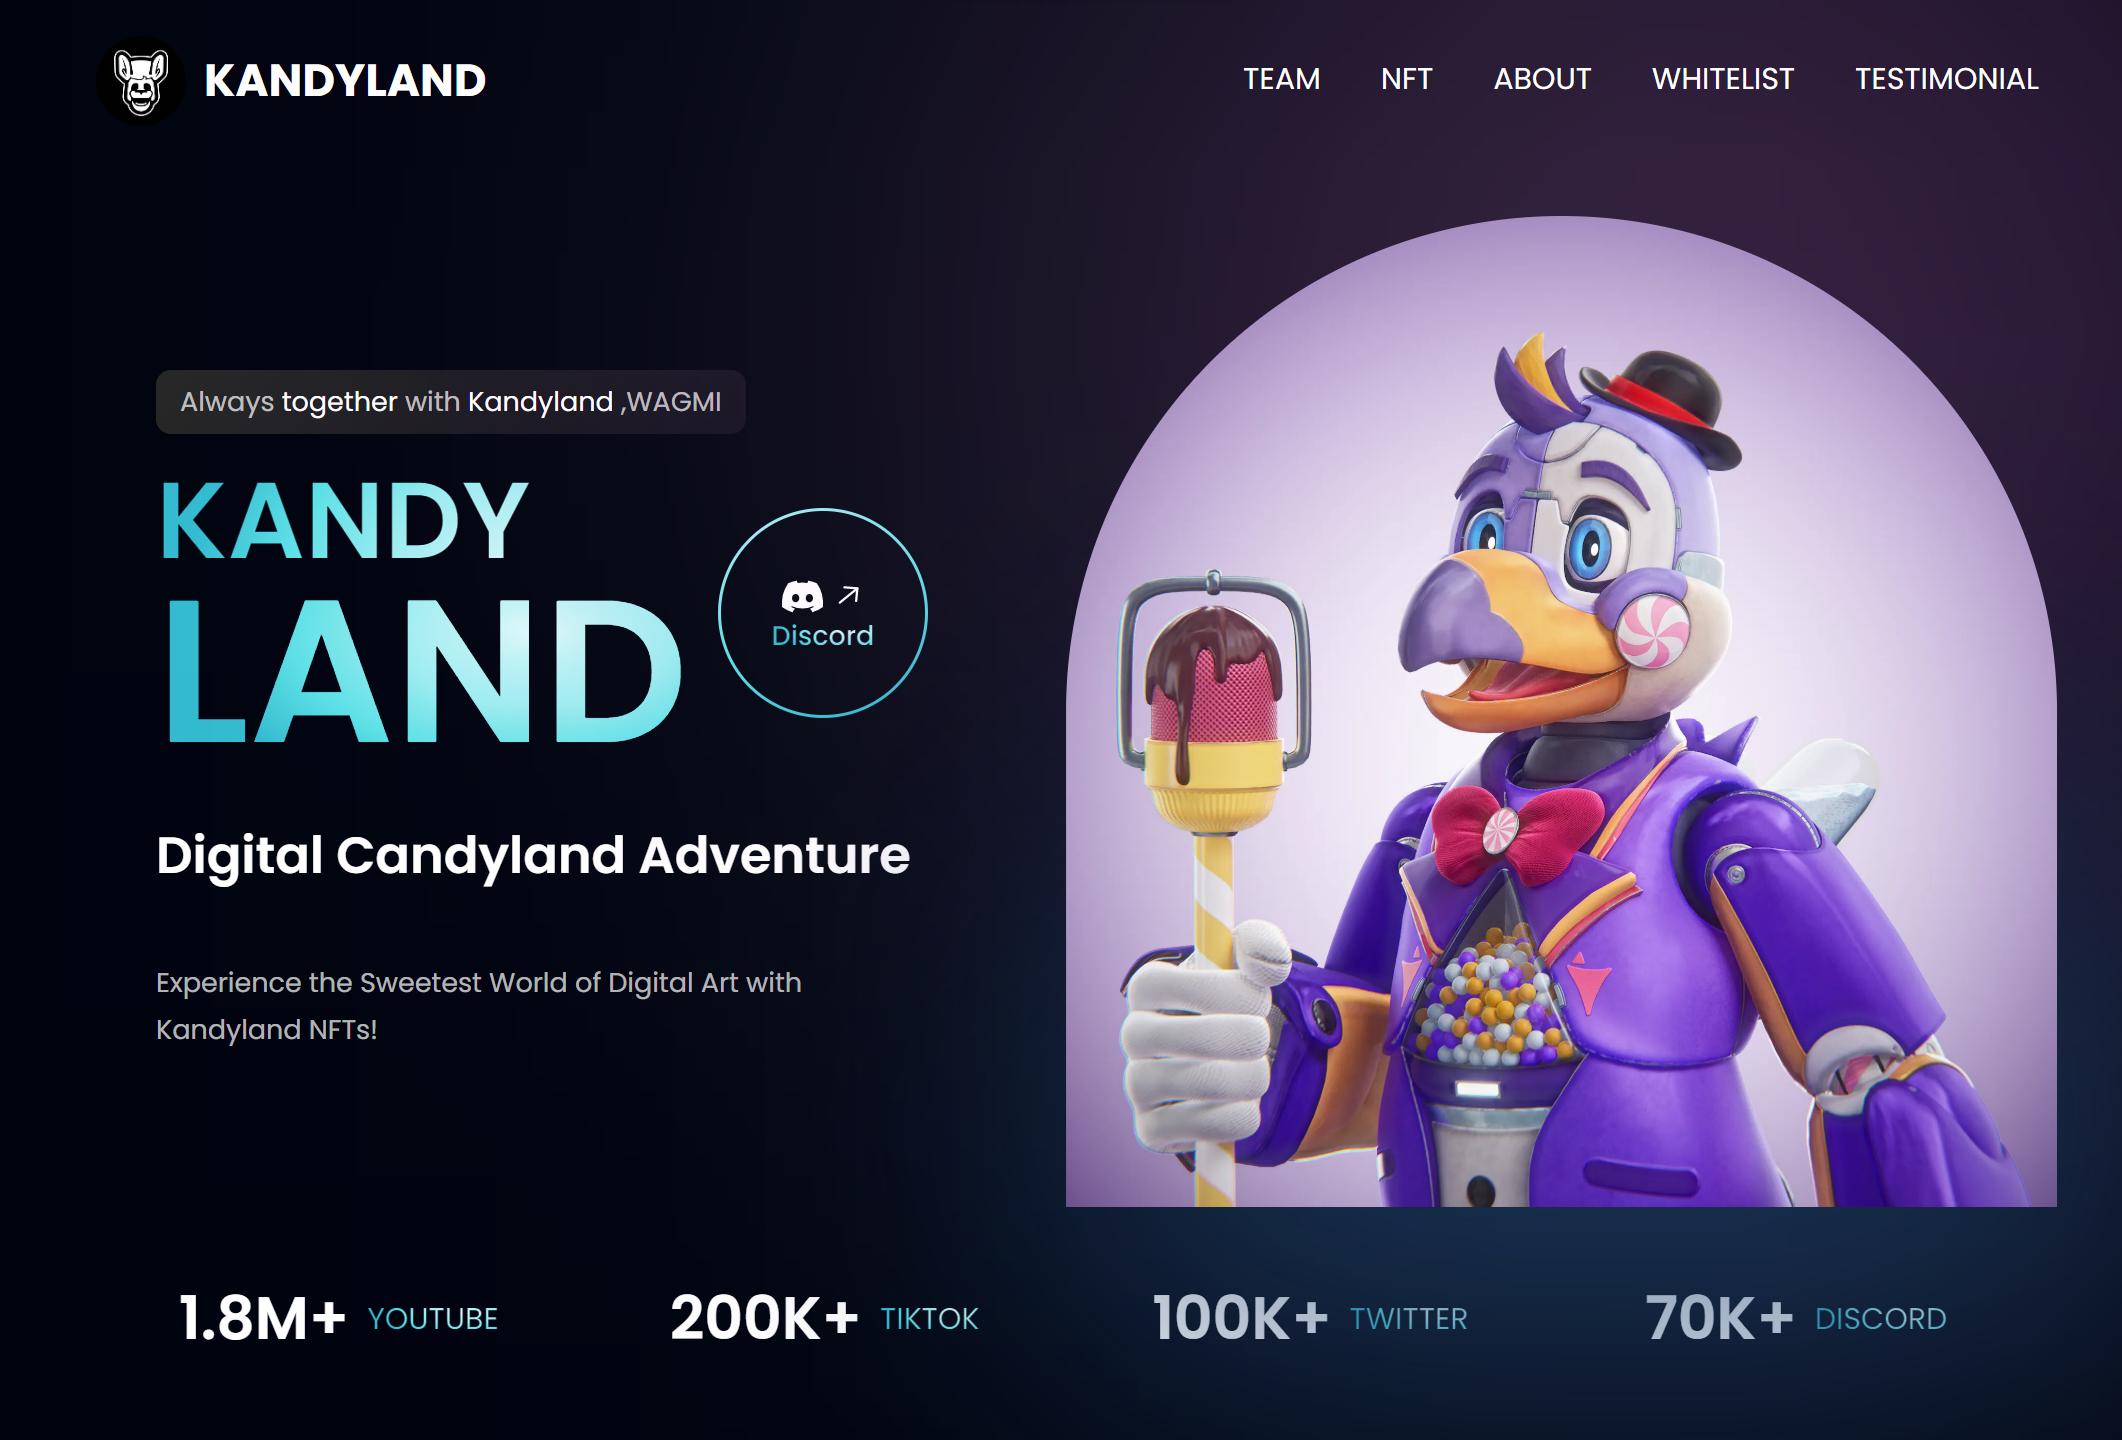 KANDYLAND
TEAM NFT ABOUT WHITELIST TESTIMONIAL
Always together with Kandyland ,WAGMI
KANDY
LAND
Discord
Digital Candyland Adventure
Experience the Sweetest World of Digital Art with
Kandyland NFTs!
1.8M+ YOUTUBE 200K+ TIKTOK 100K+ TWITTER 70K+ DISCORD